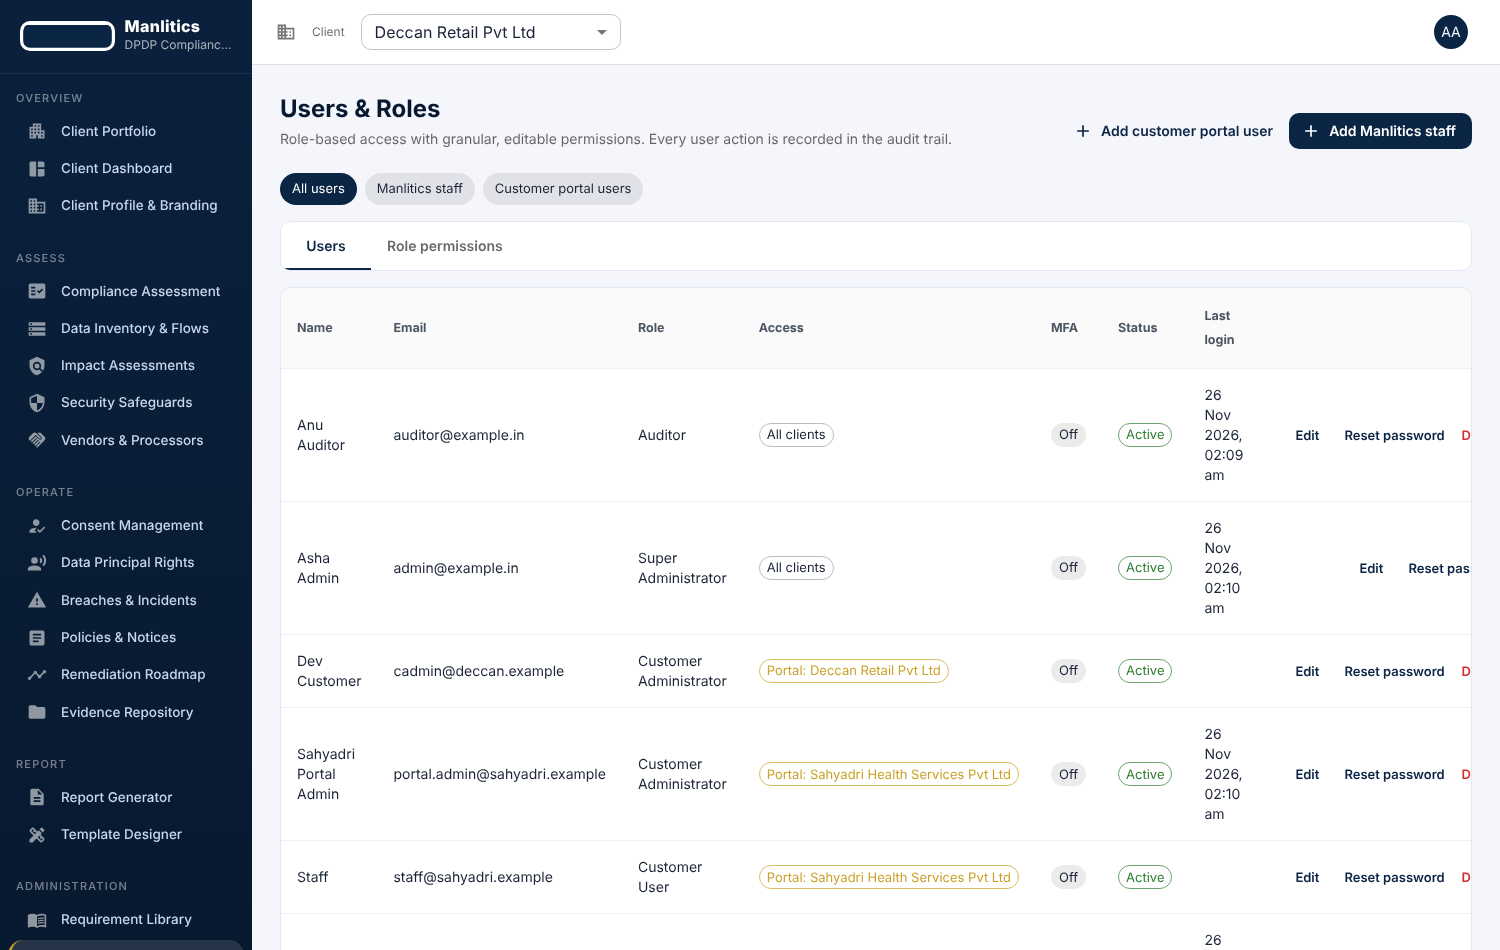 Manlitics
DPDP Complianc...
Client
Deccan Retail Pvt Ltd
AA
OVERVIEW
Client Portfolio
Client Dashboard
Client Profile & Branding
ASSESS
Compliance Assessment
Data Inventory & Flows
Impact Assessments
Security Safeguards
Vendors & Processors
OPERATE
Consent Management
Data Principal Rights
Breaches & Incidents
Policies & Notices
Remediation Roadmap
Evidence Repository
REPORT
Report Generator
Template Designer
ADMINISTRATION
Requirement Library
Users & Roles
Role-based access with granular, editable permissions. Every user action is recorded in the audit trail.
Add customer portal user
Add Manlitics staff
All users Manlitics staff Customer portal users
Users Role permissions
Name Email Role Access MFA Status Last
login
Anu
Auditor
auditor@example.in
Auditor
All clients
Off
Active
26
Nov
2026,
02:09
am
Edit Reset password D
Asha
Admin
admin@example.in
Super
Administrator
All clients
Off
Active
26
Nov
2026,
02:10
am
Edit Reset pas
Dev
Customer
cadmin@deccan.example
Customer
Administrator
Portal: Deccan Retail Pvt Ltd
Off
Active
Edit Reset password D
Sahyadri
Portal
Admin
portal.admin@sahyadri.example
Customer
Administrator
Portal: Sahyadri Health Services Pvt Ltd
Off
Active
26
Nov
2026,
02:10
am
Edit Reset password D
Staff
staff@sahyadri.example
Customer
User
Portal: Sahyadri Health Services Pvt Ltd
Off
Active
Edit Reset password D
26